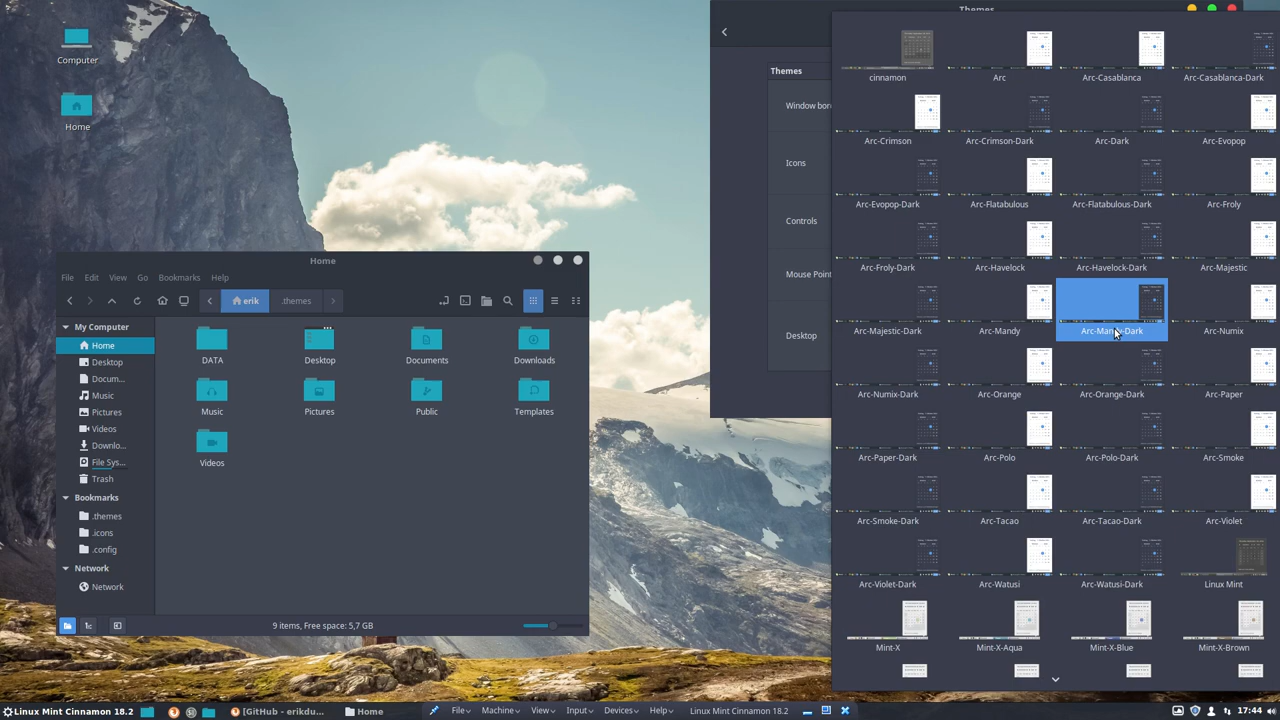 Computer
Home
Home
File Edit View Go Bookmarks Help
erik .themes
My Computer
Home
Desktop
Docum...
Music
Pictures
Videos
Downlo...
File Sys...
Trash
Bookmarks
.themes
.icons
.config
Network
Network
DATA Desktop Documents Downloads
Music Pictures Public Templates
Videos
9 items, Free space: 5,7 GB
Themes
Themes
Window bor
Icons
Controls
Mouse Point
Desktop
cinnamon Arc Arc-Casablanca Arc-Casablanca-Dark
Arc-Crimson Arc-Crimson-Dark Arc-Dark Arc-Evopop
Arc-Evopop-Dark Arc-Flatabulous Arc-Flatabulous-Dark Arc-Froly
Arc-Froly-Dark Arc-Havelock Arc-Havelock-Dark Arc-Majestic
Arc-Majestic-Dark Arc-Mandy Arc-Mandy-Dark Arc-Numix
Arc-Numix-Dark Arc-Orange Arc-Orange-Dark Arc-Paper
Arc-Paper-Dark Arc-Polo Arc-Polo-Dark Arc-Smoke
Arc-Smoke-Dark Arc-Tacao Arc-Tacao-Dark Arc-Violet
Arc-Violet-Dark Arc-Watusi Arc-Watusi-Dark Linux Mint
Mint-X Mint-X-Aqua Mint-X-Blue Mint-X-Brown
Linux Mint Cinnamon 18.2 [GitHub - erikdu... Home File Machine View Input Devices Help Linux Mint Cinnamon 18.2 17:44